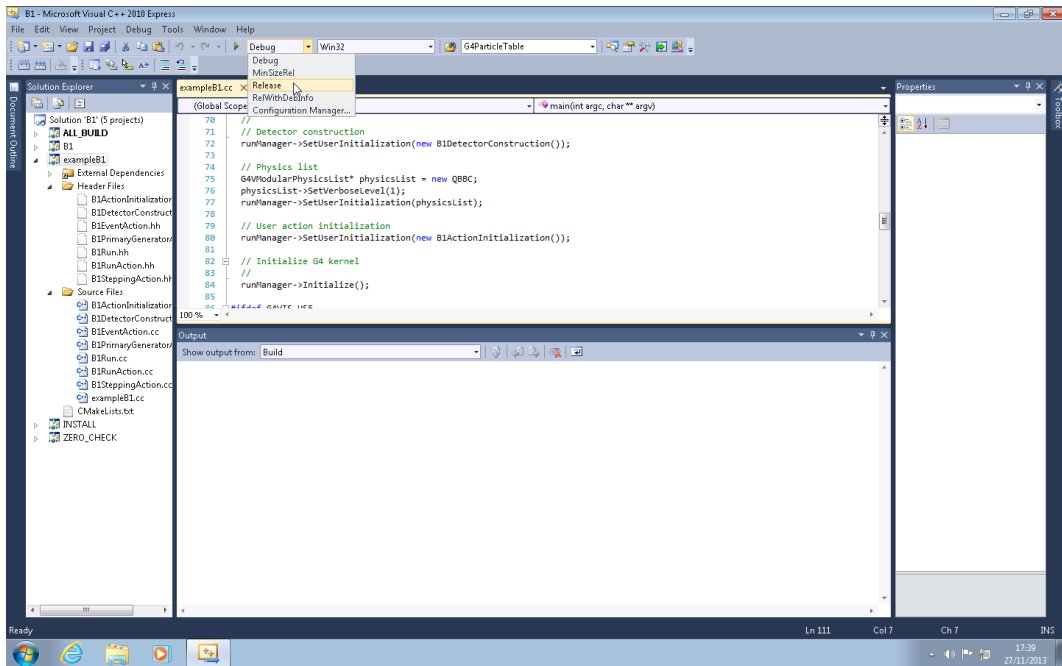 B1 - Microsoft Visual C++ 2010 Express
File Edit View Project Debug Tools Window Help
Debug Win32 G4ParticleTable
Debug
MinSizeRel
Release
RelWithDebInfo
Configuration Manager...
Document Outline
Solution Explorer
Solution 'B1' (5 projects)
ALL_BUILD
B1
exampleB1
External Dependencies
Header Files
B1ActionInitialization
B1DetectorConstruct
B1EventAction.hh
B1PrimaryGenerator
B1Run.hh
B1RunAction.hh
B1SteppingAction.hh
Source Files
B1ActionInitialization
B1DetectorConstruct
B1EventAction.cc
B1PrimaryGenerator
B1Run.cc
B1RunAction.cc
B1SteppingAction.cc
exampleB1.cc
CMakeLists.txt
INSTALL
ZERO_CHECK
exampleB1.cc
(Global Scope main(int argc, char ** argv)
70 //
71 // Detector construction
72 runManager->SetUserInitialization(new B1DetectorConstruction());
73
74 // Physics list
75 G4VModularPhysicsList* physicsList = new QBBC;
76 physicsList->SetVerboseLevel(1);
77 runManager->SetUserInitialization(physicsList);
78
79 // User action initialization
80 runManager->SetUserInitialization(new B1ActionInitialization());
81
82 // Initialize G4 kernel
83 //
84 runManager->Initialize();
85
86 #ifdef G4VIS_USE
100 %
Output
Show output from: Build
Properties
Toolbox
Ready Ln 111 Col 7 Ch 7 INS
17:39
27/11/2013